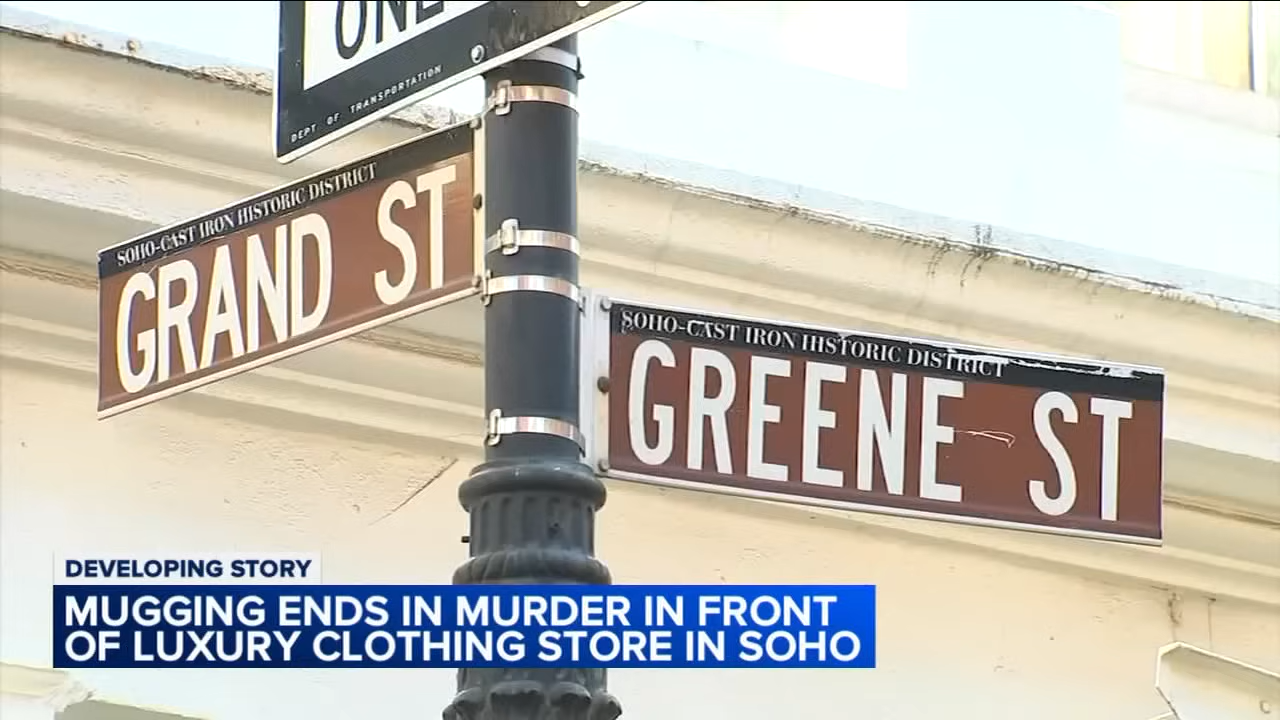 ONE
DEPT OF TRANSPORTATION
SOHO-CAST IRON HISTORIC DISTRICT
GRAND ST
SOHO-CAST IRON HISTORIC DISTRICT
GREENE ST
DEVELOPING STORY
MUGGING ENDS IN MURDER IN FRONT
OF LUXURY CLOTHING STORE IN SOHO